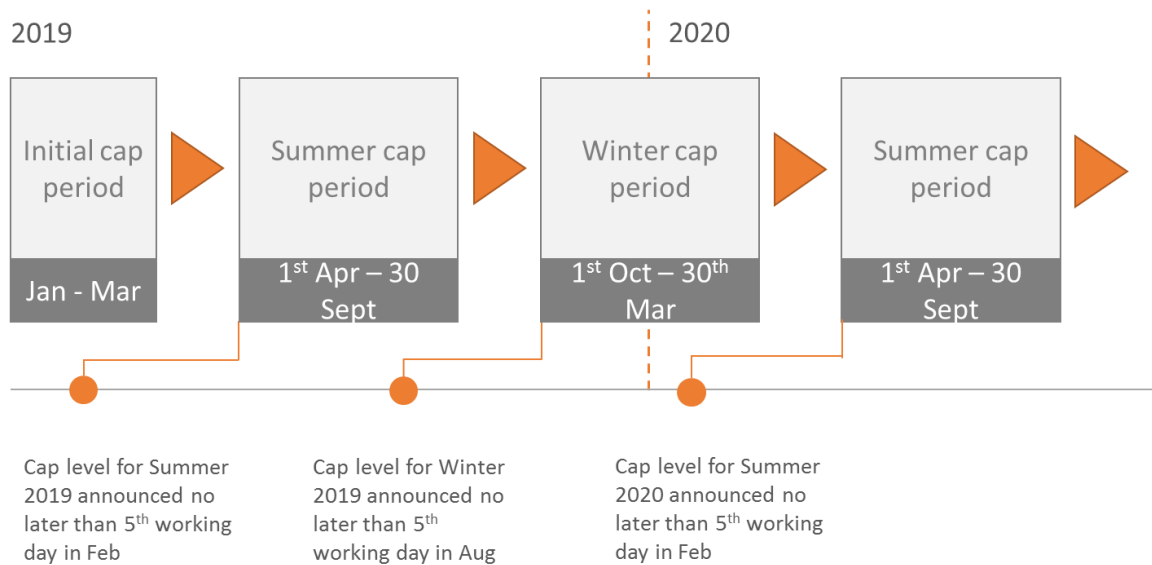 2019
2020
Initial cap
period
Summer cap
period
Winter cap
period
Summer cap
period
Jan - Mar
1st Apr – 30
Sept
1st Oct – 30th
Mar
1st Apr – 30
Sept
Cap level for Summer
2019 announced no
later than 5th working
day in Feb
Cap level for Winter
2019 announced no
later than 5th
working day in Aug
Cap level for Summer
2020 announced no
later than 5th working
day in Feb